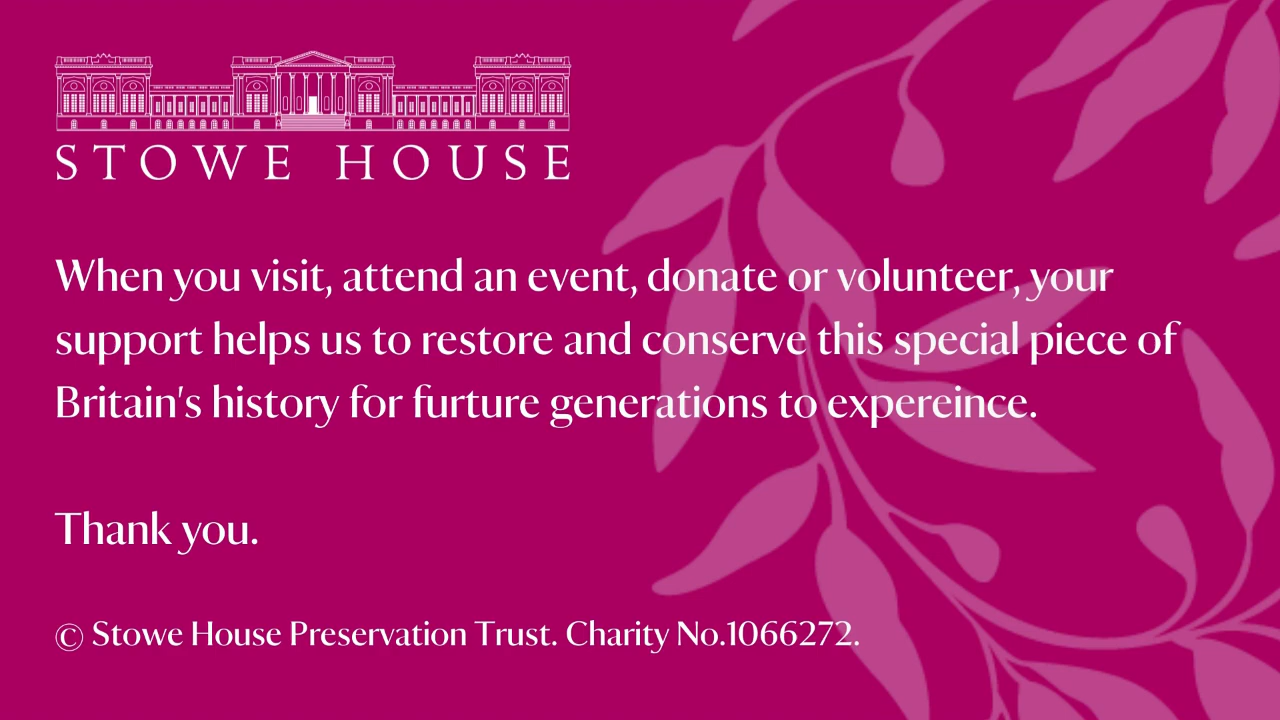 STOWE HOUSE
When you visit, attend an event, donate or volunteer, your
support helps us to restore and conserve this special piece of
Britain's history for furture generations to expereince.
Thank you.
© Stowe House Preservation Trust. Charity No.1066272.